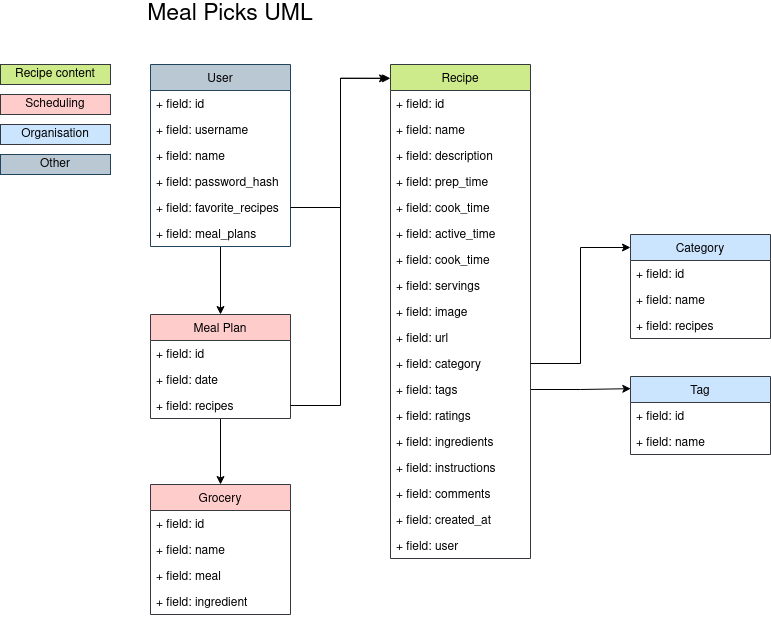 Meal Picks UML
Recipe content
Scheduling
Organisation
Other
User
+ field: id
+ field: username
+ field: name
+ field: password_hash
+ field: favorite_recipes
+ field: meal_plans
Meal Plan
+ field: id
+ field: date
+ field: recipes
Grocery
+ field: id
+ field: name
+ field: meal
+ field: ingredient
Recipe
+ field: id
+ field: name
+ field: description
+ field: prep_time
+ field: cook_time
+ field: active_time
+ field: cook_time
+ field: servings
+ field: image
+ field: url
+ field: category
+ field: tags
+ field: ratings
+ field: ingredients
+ field: instructions
+ field: comments
+ field: created_at
+ field: user
Category
+ field: id
+ field: name
+ field: recipes
Tag
+ field: id
+ field: name